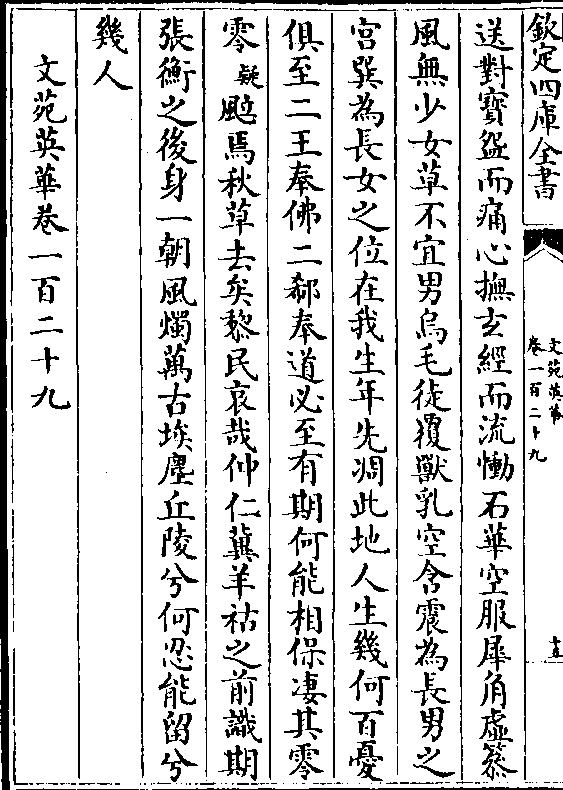 欽定四庫全書
文苑英華
卷一百二十九
十五
送對寶盌而痛心撫玄經而流慟石華空服犀角虛篸
風無少女草不宜男烏毛徒覆獸乳空含震為長男之
宮巽為長女之位在我生年先凋此地人生幾何百憂
俱至二王奉佛二郗奉道必至有期何能相保凄其零
零疑颷焉秋草去矣黎民哀哉仲仁冀羊祜之前識期
張衡之後身一朝風燭萬古埃塵丘陵兮何忍能留兮
幾人
文苑英華卷一百二十九